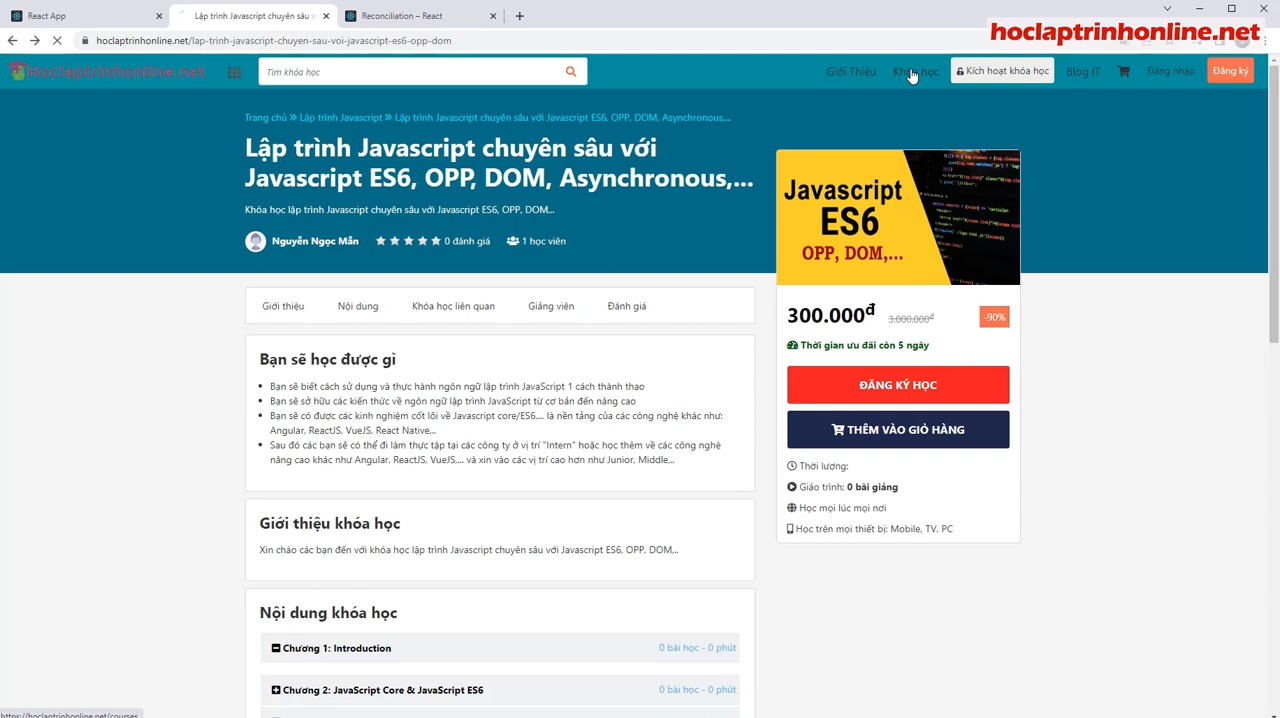 React App
Lập trình Javascript chuyên sâu v
Reconciliation – React
hoclaptrinhonline.net/lap-trinh-javascript-chuyen-sau-voi-javascript-es6-opp-dom
hoclaptrinhonline.net
Hoclaptrinhonline.net
Tìm khóa học
Giới Thiệu
Khóa học
Kích hoạt khóa học
Blog IT
Đăng nhập
Đăng ký
Trang chủ » Lập trình Javascript » Lập trình Javascript chuyên sâu với Javascript ES6, OPP, DOM, Asynchronous,...
Lập trình Javascript chuyên sâu với
Javascript ES6, OPP, DOM, Asynchronous,...
Khóa học lập trình Javascript chuyên sâu với Javascript ES6, OPP, DOM,..
Nguyễn Ngọc Mẫn
0 đánh giá
1 học viên
Javascript
ES6
OPP, DOM,...
Giới thiệu
Nội dung
Khóa học liên quan
Giảng viên
Đánh giá
300.000đ
3.000.000đ
-90%
Thời gian ưu đãi còn 5 ngày
ĐĂNG KÝ HỌC
THÊM VÀO GIỎ HÀNG
Thời lượng:
Giáo trình: 0 bài giảng
Học mọi lúc mọi nơi
Học trên mọi thiết bị: Mobile, TV, PC
Bạn sẽ học được gì
Bạn sẽ biết cách sử dụng và thực hành ngôn ngữ lập trình JavaScript 1 cách thành thạo
Bạn sẽ sở hữu các kiến thức về ngôn ngữ lập trình JavaScript từ cơ bản đến nâng cao
Bạn sẽ có được các kinh nghiệm cốt lõi về Javascript core/ES6,... là nền tảng của các công nghệ khác như:
Angular, ReactJS, VueJS, React Native...
Sau đó các bạn sẽ có thể đi làm thực tập tại các công ty ở vị trí "Intern" hoặc học thêm về các công nghệ
nâng cao khác như Angular, ReactJS, VueJS,... và xin vào các vị trí cao hơn như Junior, Middle,..
Giới thiệu khóa học
Xin chào các bạn đến với khóa học lập trình Javascript chuyên sâu với Javascript ES6, OPP, DOM...
Nội dung khóa học
Chương 1: Introduction
0 bài học - 0 phút
Chương 2: JavaScript Core & JavaScript ES6
0 bài học - 0 phút
https://hoclaptrinhonline.net/courses